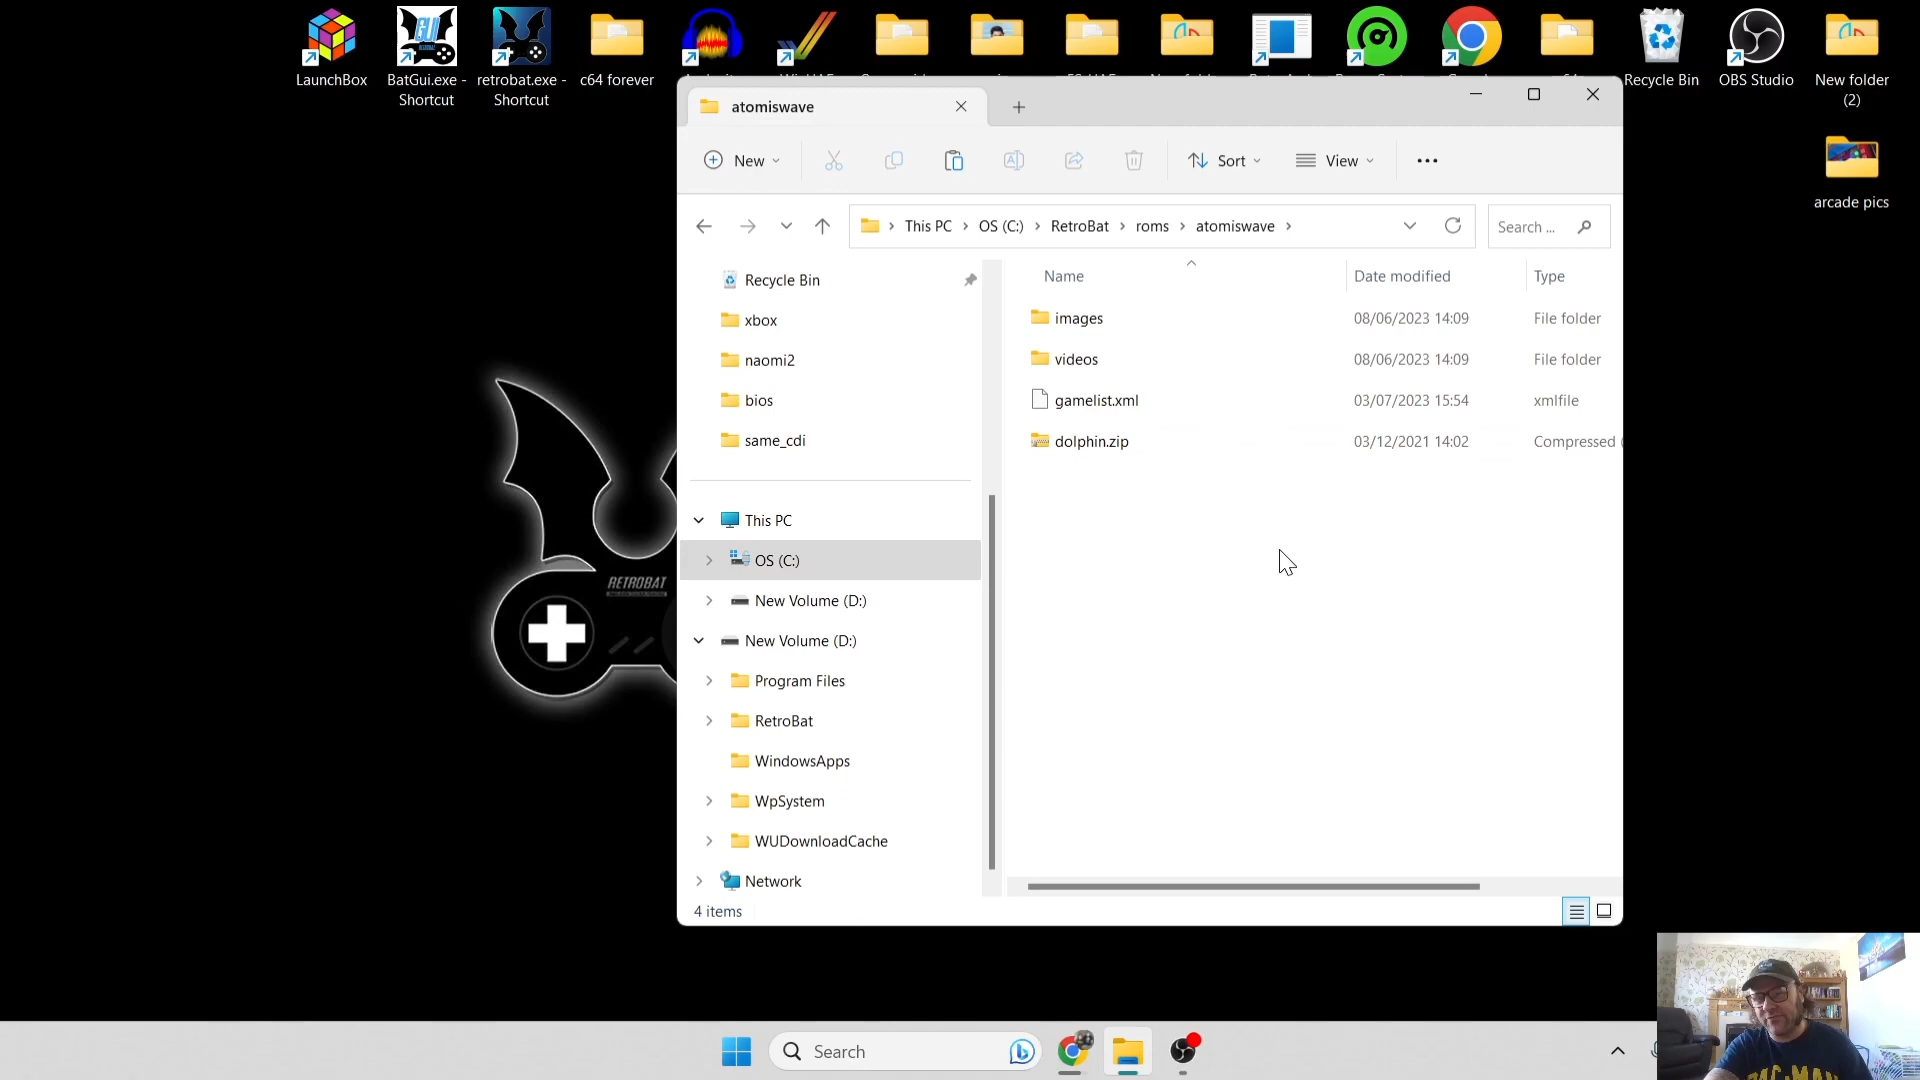 LaunchBox
BatGui.exe -
Shortcut
retrobat.exe -
Shortcut
c64 forever
Recycle Bin
OBS Studio
New folder
(2)
arcade pics
GUI
RETROBAT
atomiswave
New
Sort
View
This PC
OS (C:)
RetroBat
roms
atomiswave
Search ...
Recycle Bin
xbox
naomi2
bios
same_cdi
This PC
OS (C:)
New Volume (D:)
New Volume (D:)
Program Files
RetroBat
WindowsApps
WpSystem
WUDownloadCache
Network
Name
Date modified
Type
images
08/06/2023 14:09
File folder
videos
08/06/2023 14:09
File folder
gamelist.xml
03/07/2023 15:54
xmlfile
dolphin.zip
03/12/2021 14:02
Compressed
4 items
Search
PAC-MAN